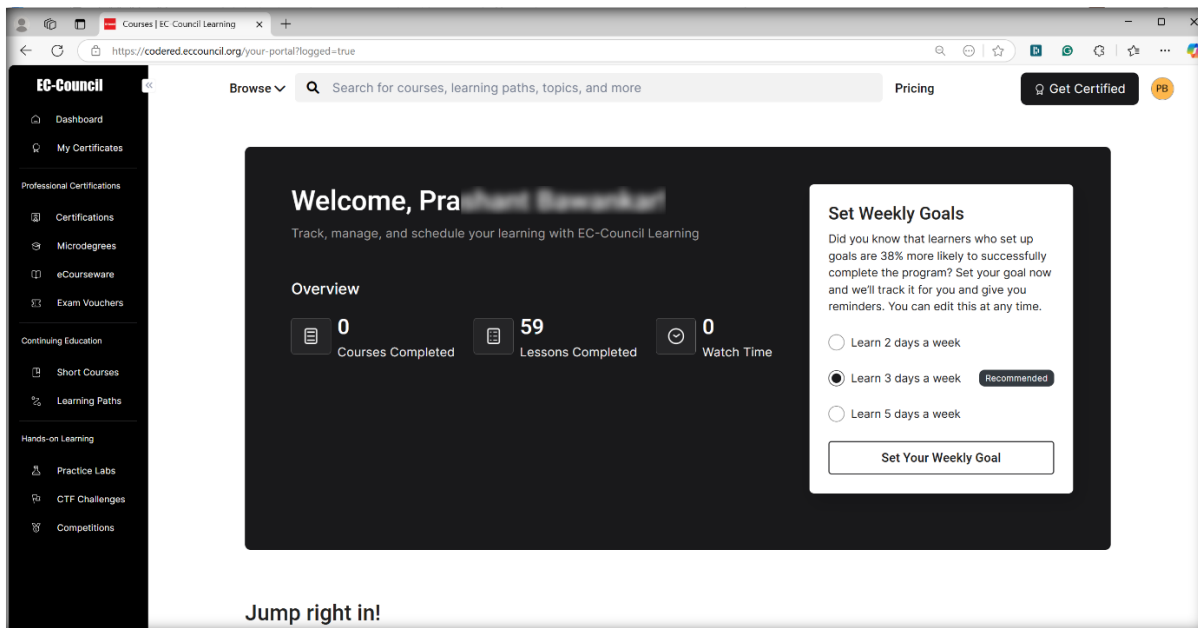 Courses | EC-Council Learning
https://codered.eccouncil.org/your-portal?logged=true
EC-Council
Browse
Search for courses, learning paths, topics, and more
Pricing
Get Certified
PB
Dashboard
My Certificates
Professional Certifications
Certifications
Microdegrees
eCourseware
Exam Vouchers
Continuing Education
Short Courses
Learning Paths
Hands-on Learning
Practice Labs
CTF Challenges
Competitions
Welcome, Pra
Track, manage, and schedule your learning with EC-Council Learning
Overview
0
Courses Completed
59
Lessons Completed
0
Watch Time
Set Weekly Goals
Did you know that learners who set up
goals are 38% more likely to successfully
complete the program? Set your goal now
and we'll track it for you and give you
reminders. You can edit this at any time.
Learn 2 days a week
Learn 3 days a week
Recommended
Learn 5 days a week
Set Your Weekly Goal
Jump right in!